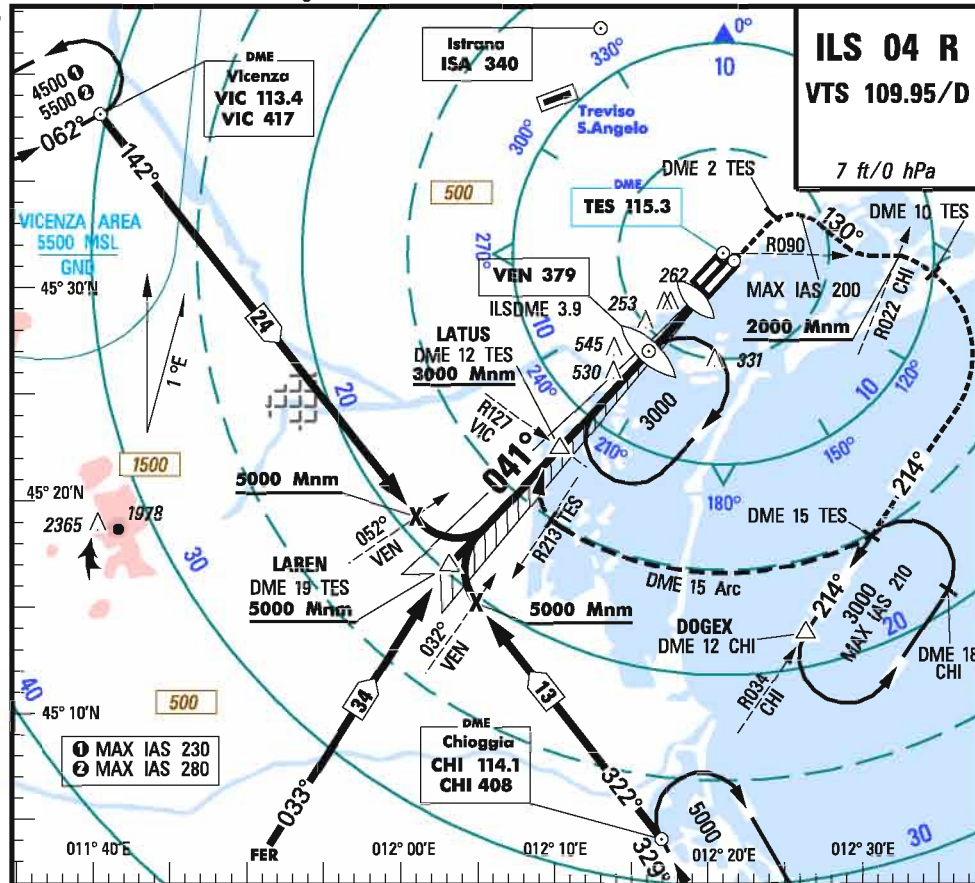 ILS 04 R
VTS 109.95/D
7 ft/0 hPa
Istrana
ISA 340
330°
0°
10
4500 ❶
5500 ❷
062°
DME
Vicenza
VIC 113.4
VIC 417
142°
Treviso
S.Angelo
300°
DME 2 TES
500
DME
TES 115.3
130°
DME 10 TES
R090
VICENZA AREA
5500 MSL
GND
270°
VEN 379
262
MAX IAS 200
R022 CHI
45° 30'N
ILSDME 3.9
253
2000 Mnm
24
LATUS
DME 12 TES
3000 Mnm
10
545
530
331
1 °E
20
240°
3000
10
120°
R127
VIC
041°
210°
150°
1500
5000 Mnm
180°
214°
45° 20'N
2365
1978
052°
VEN
R213 TES
DME 15 TES
30
LAREN
DME 19 TES
5000 Mnm
DME 15 Arc
5000 Mnm
214°
3000
MAX IAS 210
20
032°
VEN
DOGEX
DME 12 CHI
DME 18
CHI
40
500
34
13
R034
CHI
45° 10'N
❶ MAX IAS 230
❷ MAX IAS 280
DME
Chioggia
CHI 114.1
CHI 408
322°
033°
5000
30
FER
329°
011° 40'E
012° 00'E
012° 10'E
012° 20'E
012° 30'E